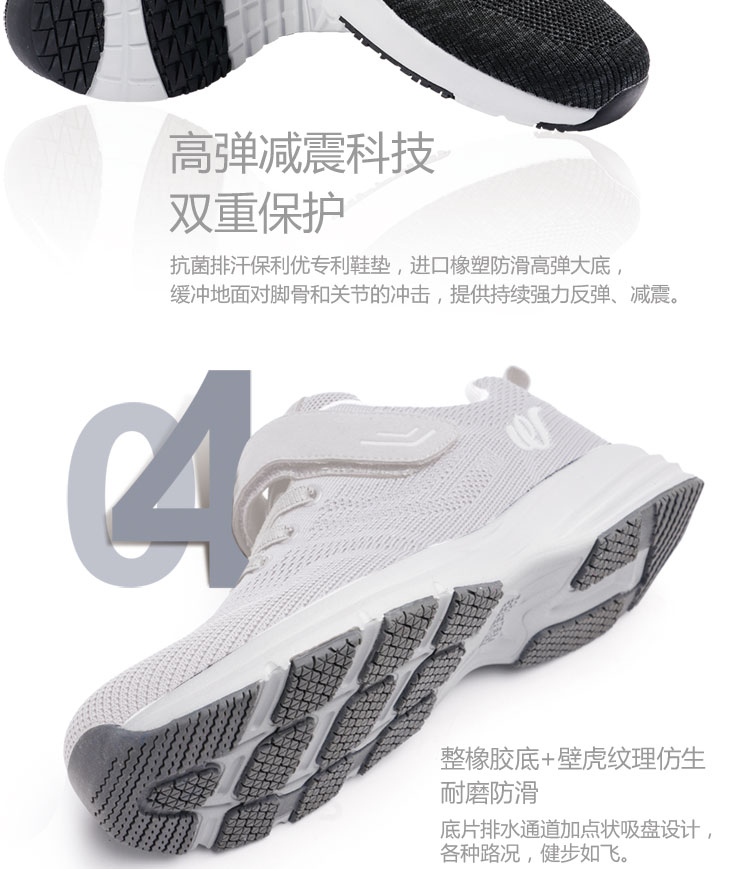 高弹减震科技
双重保护
抗菌排汗保利优专利鞋垫，进口橡塑防滑高弹大底，
缓冲地面对脚骨和关节的冲击，提供持续强力反弹、减震。
04
整橡胶底+壁虎纹理仿生
耐磨防滑
底片排水通道加点状吸盘设计，
各种路况，健步如飞。